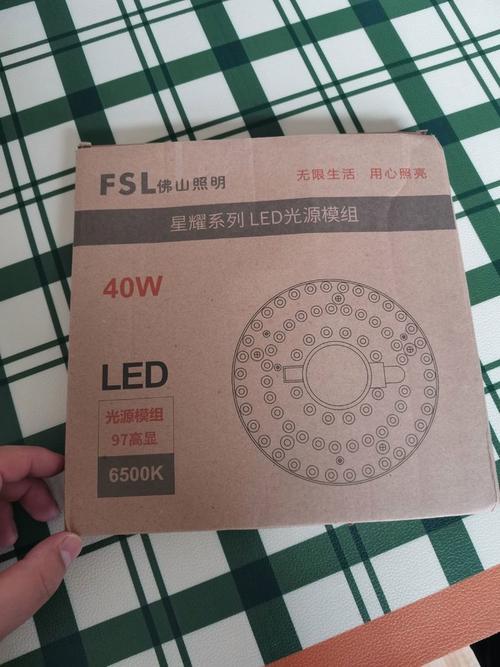 FSL佛山照明
无限生活 用心照亮
星耀系列 LED光源模组
40W
LED
光源模组
97高显
6500K